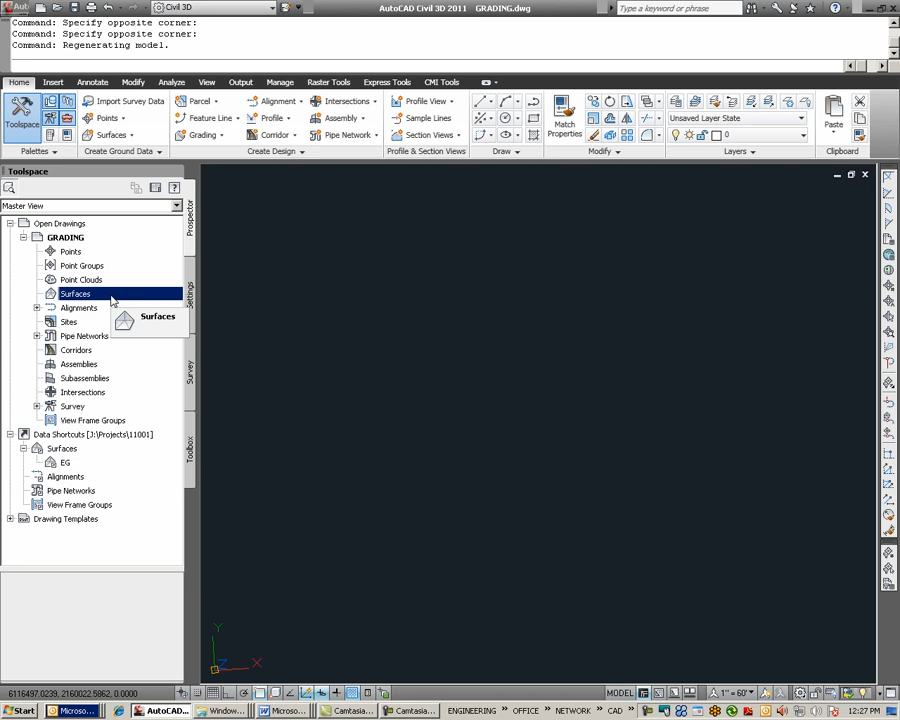 Civil 3D
AutoCAD Civil 3D 2011 GRADING.dwg
Type a keyword or phrase
Command: Specify opposite corner:
Command: Specify opposite corner:
Command: Regenerating model.
Home Insert Annotate Modify Analyze View Output Manage Raster Tools Express Tools CMI Tools
Toolspace
Import Survey Data
Points
Surfaces
Parcel
Feature Line
Grading
Alignment
Profile
Corridor
Intersections
Assembly
Pipe Network
Profile View
Sample Lines
Section Views
Match
Properties
Unsaved Layer State
0
Paste
Palettes Create Ground Data Create Design Profile & Section Views Draw Modify Layers Clipboard
Toolspace
Master View
Open Drawings
GRADING
Points
Point Groups
Point Clouds
Surfaces
Alignments
Surfaces
Sites
Pipe Networks
Corridors
Assemblies
Subassemblies
Intersections
Survey
View Frame Groups
Data Shortcuts [J:\Projects\11001]
Surfaces
EG
Alignments
Pipe Networks
View Frame Groups
Drawing Templates
Prospector
Settings
Survey
Toolbox
Y
Z
X
6116497.0239, 2160022.5862, 0.0000
MODEL
1" = 60'
Start
Microso...
AutoCAD...
Window...
Microso...
Camtasia...
Camtasia...
ENGINEERING » OFFICE » NETWORK » CAD »
12:27 PM